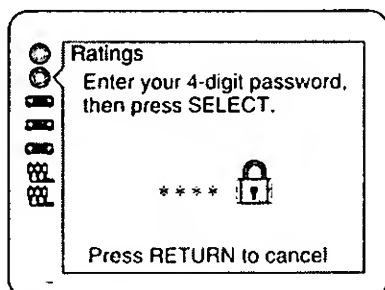 Ratings
Enter your 4-digit password,
then press SELECT.
* * * *
Press RETURN to cancel